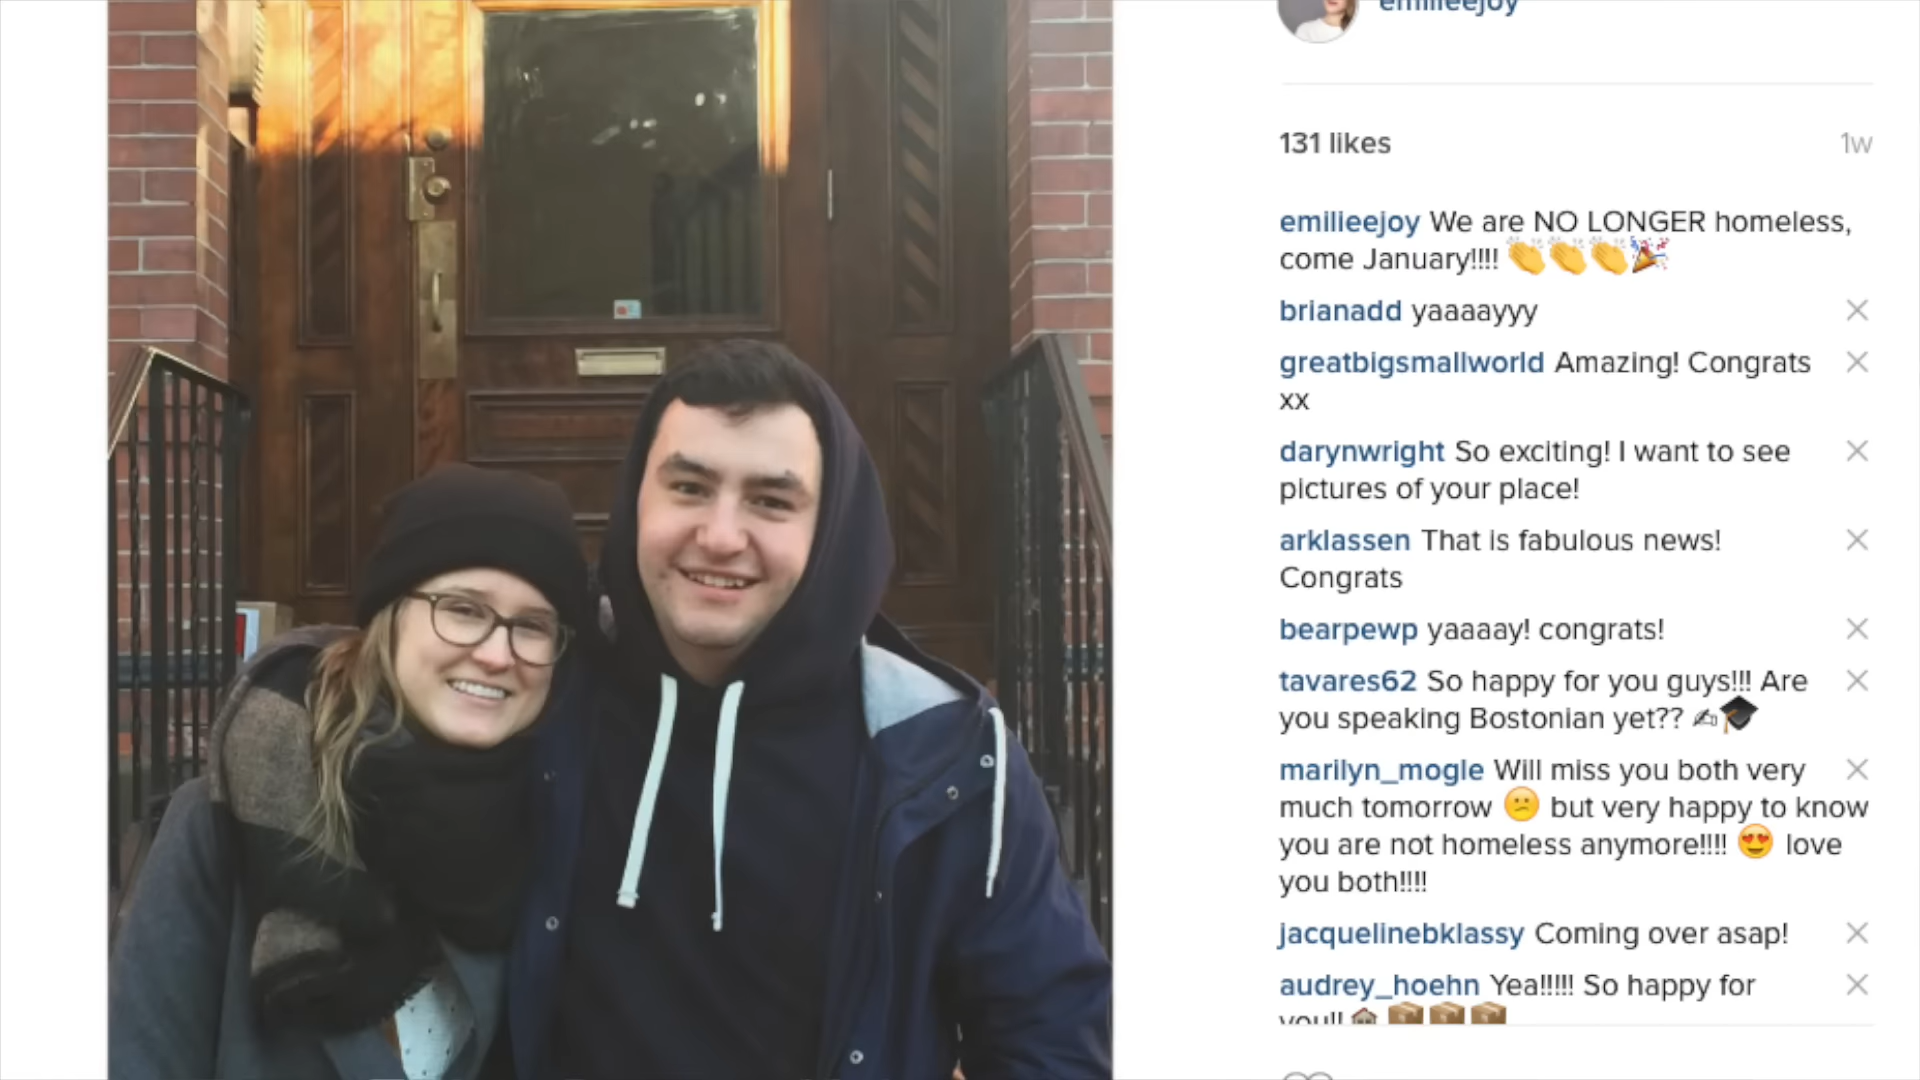 emilieejoy
131 likes
1w
emilieejoy We are NO LONGER homeless,
come January!!!! 👏👏👏🎉
brianadd yaaaayyy
greatbigsmallworld Amazing! Congrats
xx
darynwright So exciting! I want to see
pictures of your place!
arklassen That is fabulous news!
Congrats
bearpewp yaaaay! congrats!
tavares62 So happy for you guys!!! Are
you speaking Bostonian yet?? ✍🎓
marilyn_mogle Will miss you both very
much tomorrow 😕 but very happy to know
you are not homeless anymore!!!! 😍 love
you both!!!!
jacquelinebklassy Coming over asap!
audrey_hoehn Yea!!!!! So happy for
you!! 🏠📦📦📦